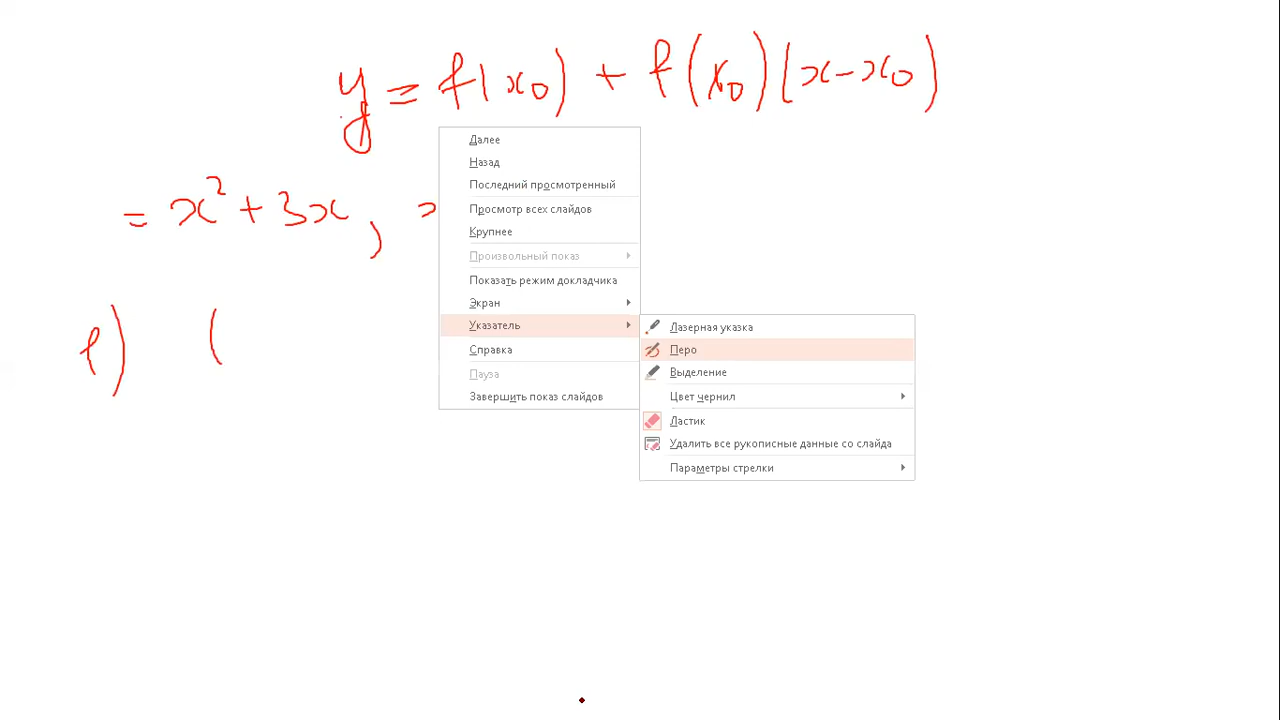 y = f(x₀) + f(x₀)(x-x₀)
= x² + 3x, x
1) (
Далее
Назад
Последний просмотренный
Просмотр всех слайдов
Крупнее
Произвольный показ
Показать режим докладчика
Экран
Указатель
Справка
Пауза
Завершить показ слайдов
Лазерная указка
Перо
Выделение
Цвет чернил
Ластик
Удалить все рукописные данные со слайда
Параметры стрелки